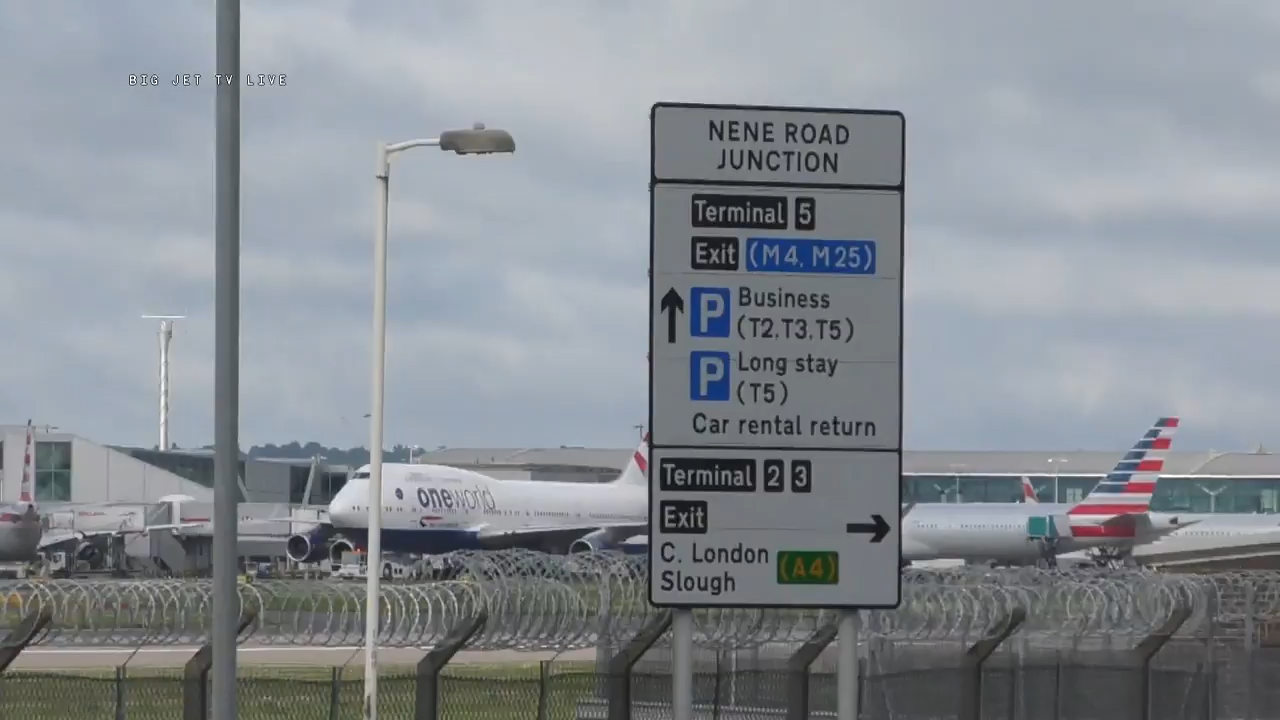 BIG JET TV LIVE
NENE ROAD
JUNCTION
Terminal 5
Exit (M4, M25)
P Business
(T2,T3,T5)
P Long stay
(T5)
Car rental return
Terminal 2 3
Exit
C. London
Slough (A4)
oneworld